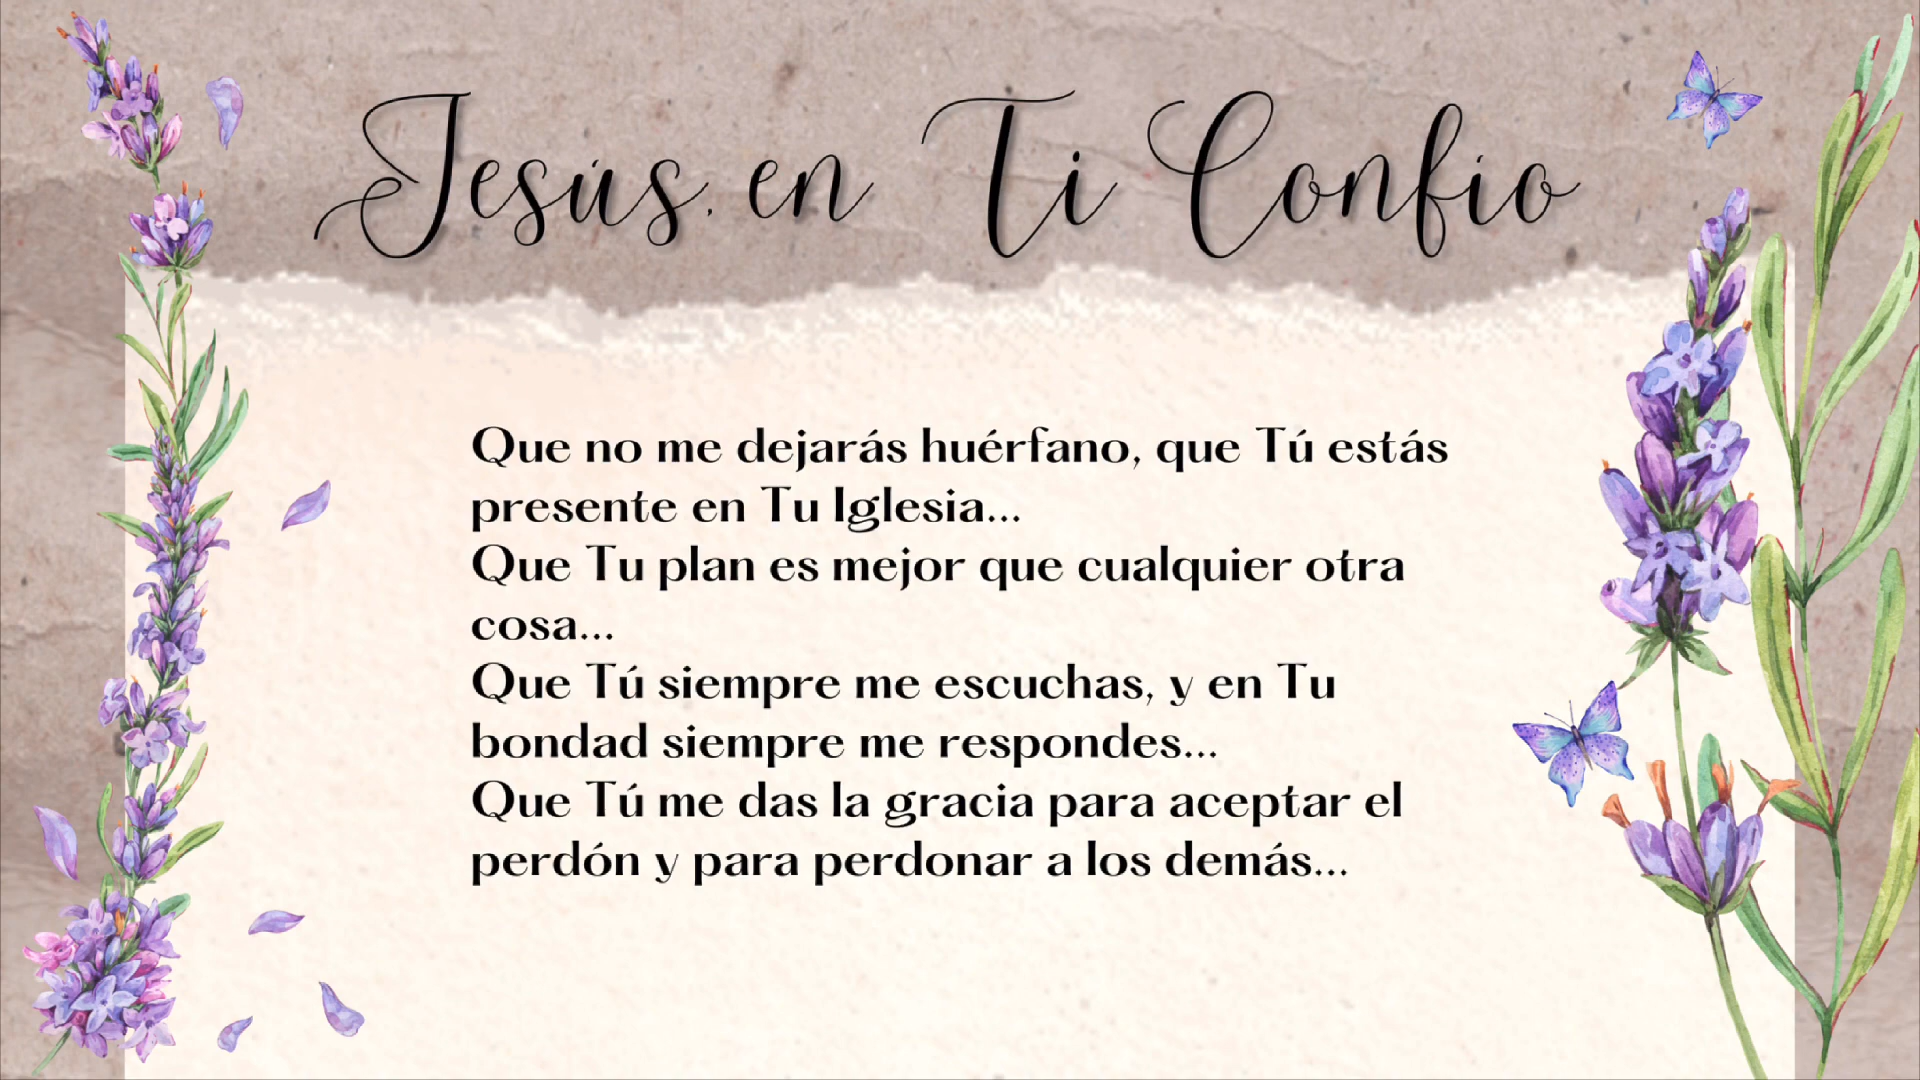 Jesús, en Ti Confio
Que no me dejarás huérfano, que Tú estás
presente en Tu Iglesia...
Que Tu plan es mejor que cualquier otra
cosa...
Que Tú siempre me escuchas, y en Tu
bondad siempre me respondes...
Que Tú me das la gracia para aceptar el
perdón y para perdonar a los demás...